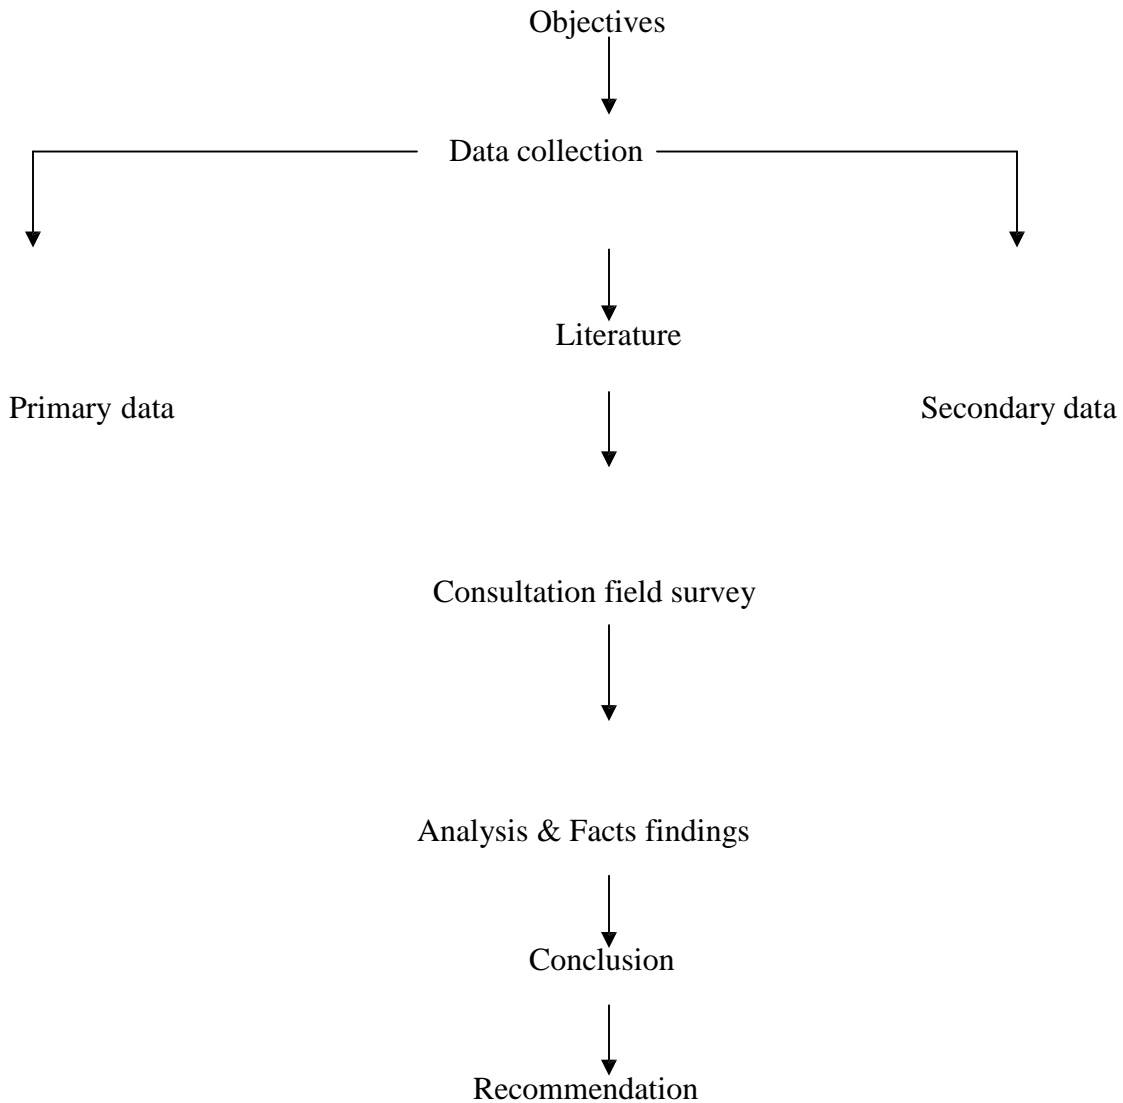 Objectives
Data collection
Literature
Primary data
Secondary data
Consultation field survey
Analysis & Facts findings
Conclusion
Recommendation